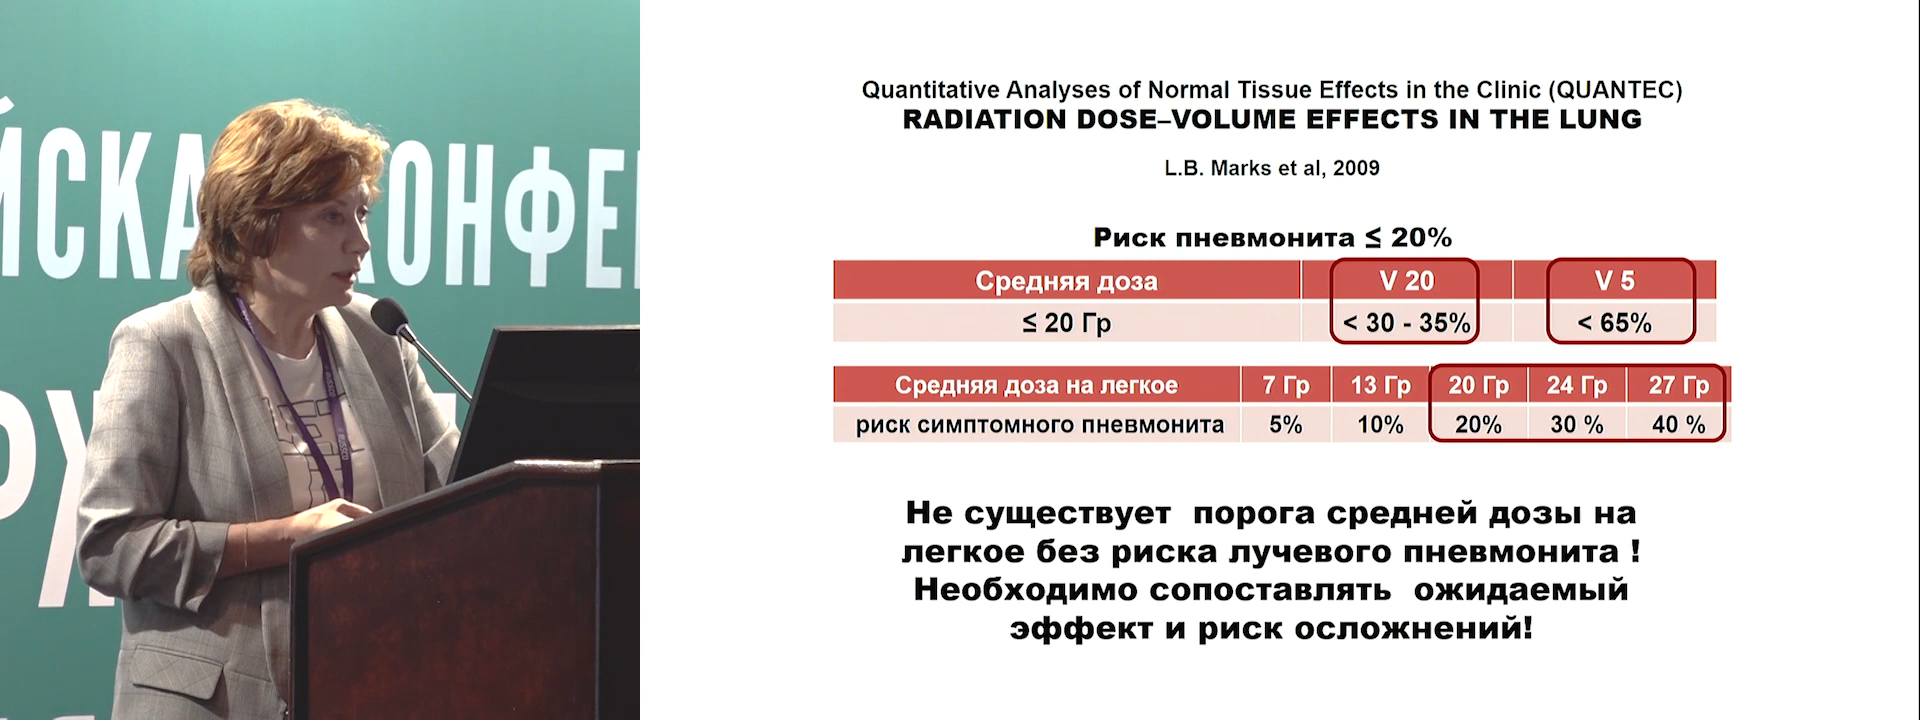 ЙСКА
КОНФЕ
РУ
Quantitative Analyses of Normal Tissue Effects in the Clinic (QUANTEC)
RADIATION DOSE–VOLUME EFFECTS IN THE LUNG
L.B. Marks et al, 2009
Риск пневмонита ≤ 20%
Средняя доза V 20 V 5
≤ 20 Гр < 30 - 35% < 65%
Средняя доза на легкое 7 Гр 13 Гр 20 Гр 24 Гр 27 Гр
риск симптомного пневмонита 5% 10% 20% 30 % 40 %
Не существует порога средней дозы на
легкое без риска лучевого пневмонита !
Необходимо сопоставлять ожидаемый
эффект и риск осложнений!